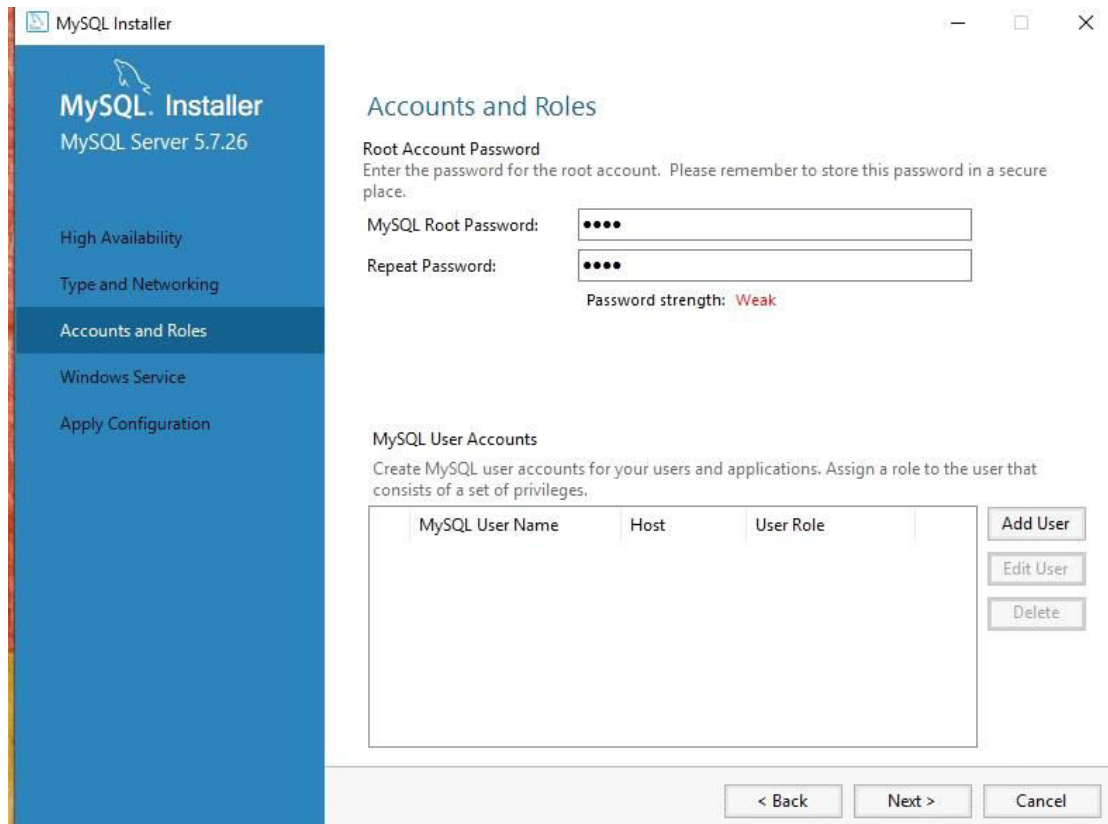 MySQL Installer
MySQL. Installer
MySQL Server 5.7.26
High Availability
Type and Networking
Accounts and Roles
Windows Service
Apply Configuration
Accounts and Roles
Root Account Password
Enter the password for the root account. Please remember to store this password in a secure
place.
MySQL Root Password: ●●●●
Repeat Password: ●●●●
Password strength: Weak
MySQL User Accounts
Create MySQL user accounts for your users and applications. Assign a role to the user that
consists of a set of privileges.
MySQL User Name Host User Role
Add User
Edit User
Delete
< Back Next > Cancel